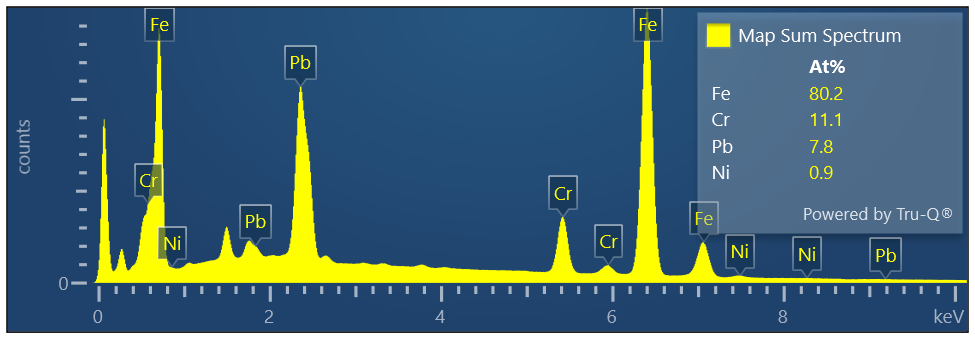 Fe
Fe
Map Sum Spectrum
Pb
At%
Fe 80.2
Cr 11.1
Pb 7.8
Ni 0.9
counts
Cr
Cr
Pb
Fe
Powered by Tru-Q®
Ni
Cr
Ni
Ni
Pb
0
0 2 4 6 8 keV